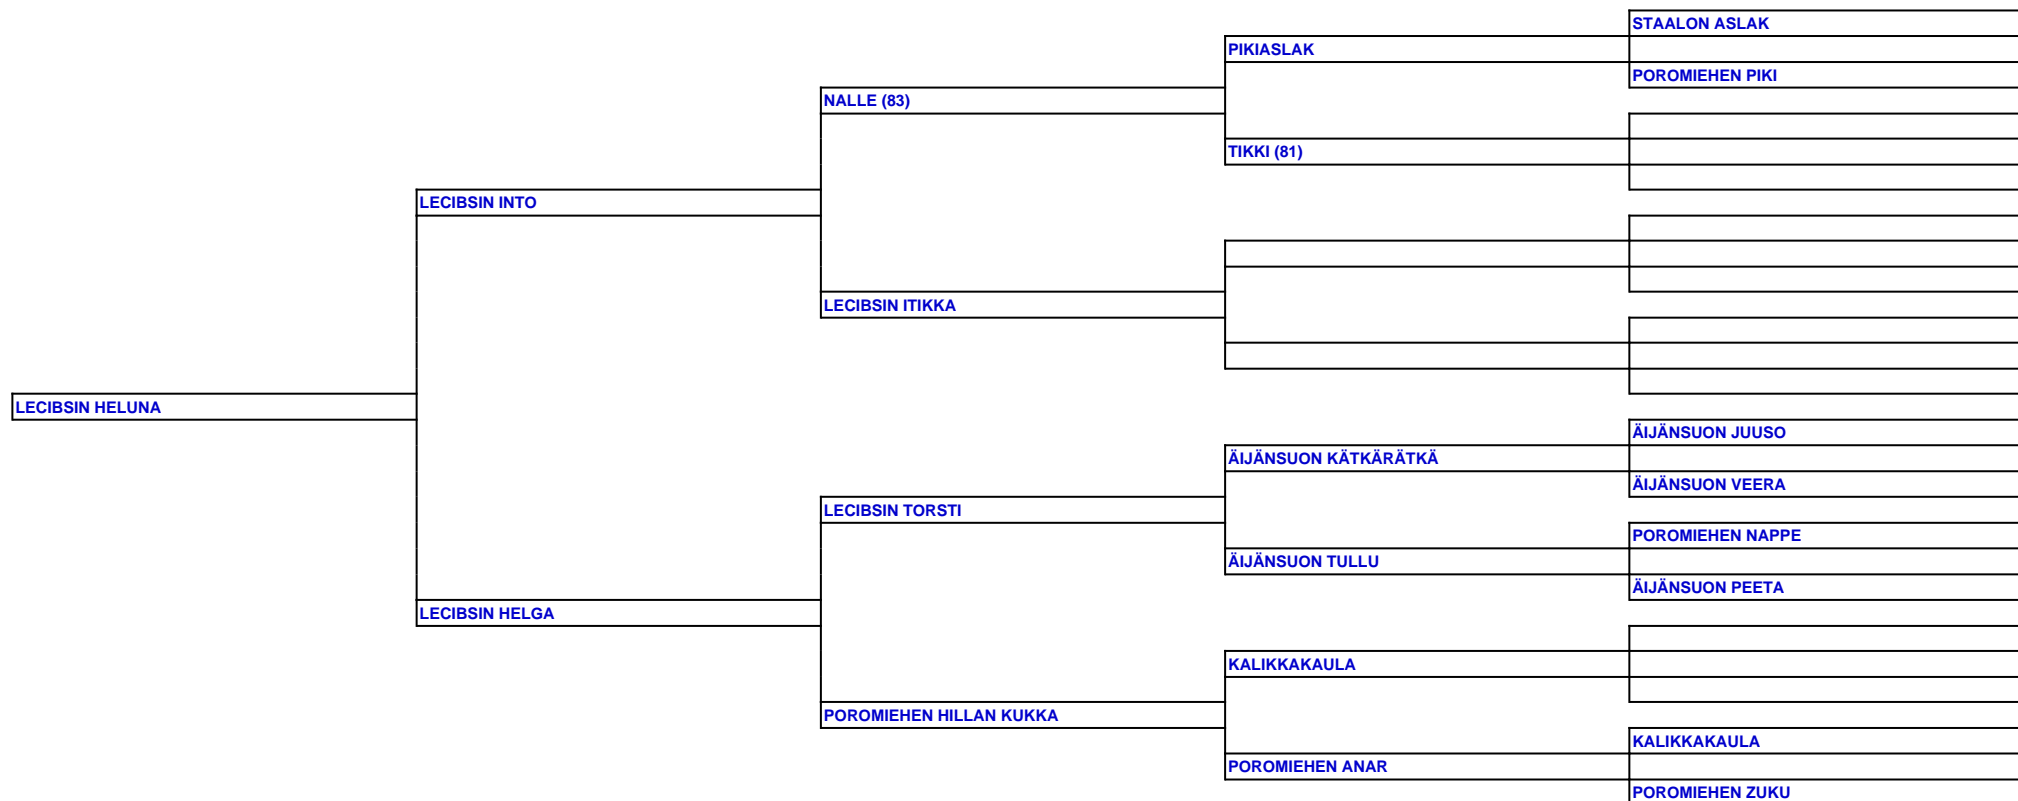 STAALON ASLAK
PIKIASLAK
POROMIEHEN PIKI
NALLE (83)
TIKKI (81)
LECIBSIN INTO
LECIBSIN ITIKKA
LECIBSIN HELUNA
ÄIJÄNSUON JUUSO
ÄIJÄNSUON KÄTKÄRÄTKÄ
ÄIJÄNSUON VEERA
LECIBSIN TORSTI
POROMIEHEN NAPPE
ÄIJÄNSUON TULLU
ÄIJÄNSUON PEETA
LECIBSIN HELGA
KALIKKAKAULA
POROMIEHEN HILLAN KUKKA
KALIKKAKAULA
POROMIEHEN ANAR
POROMIEHEN ZUKU